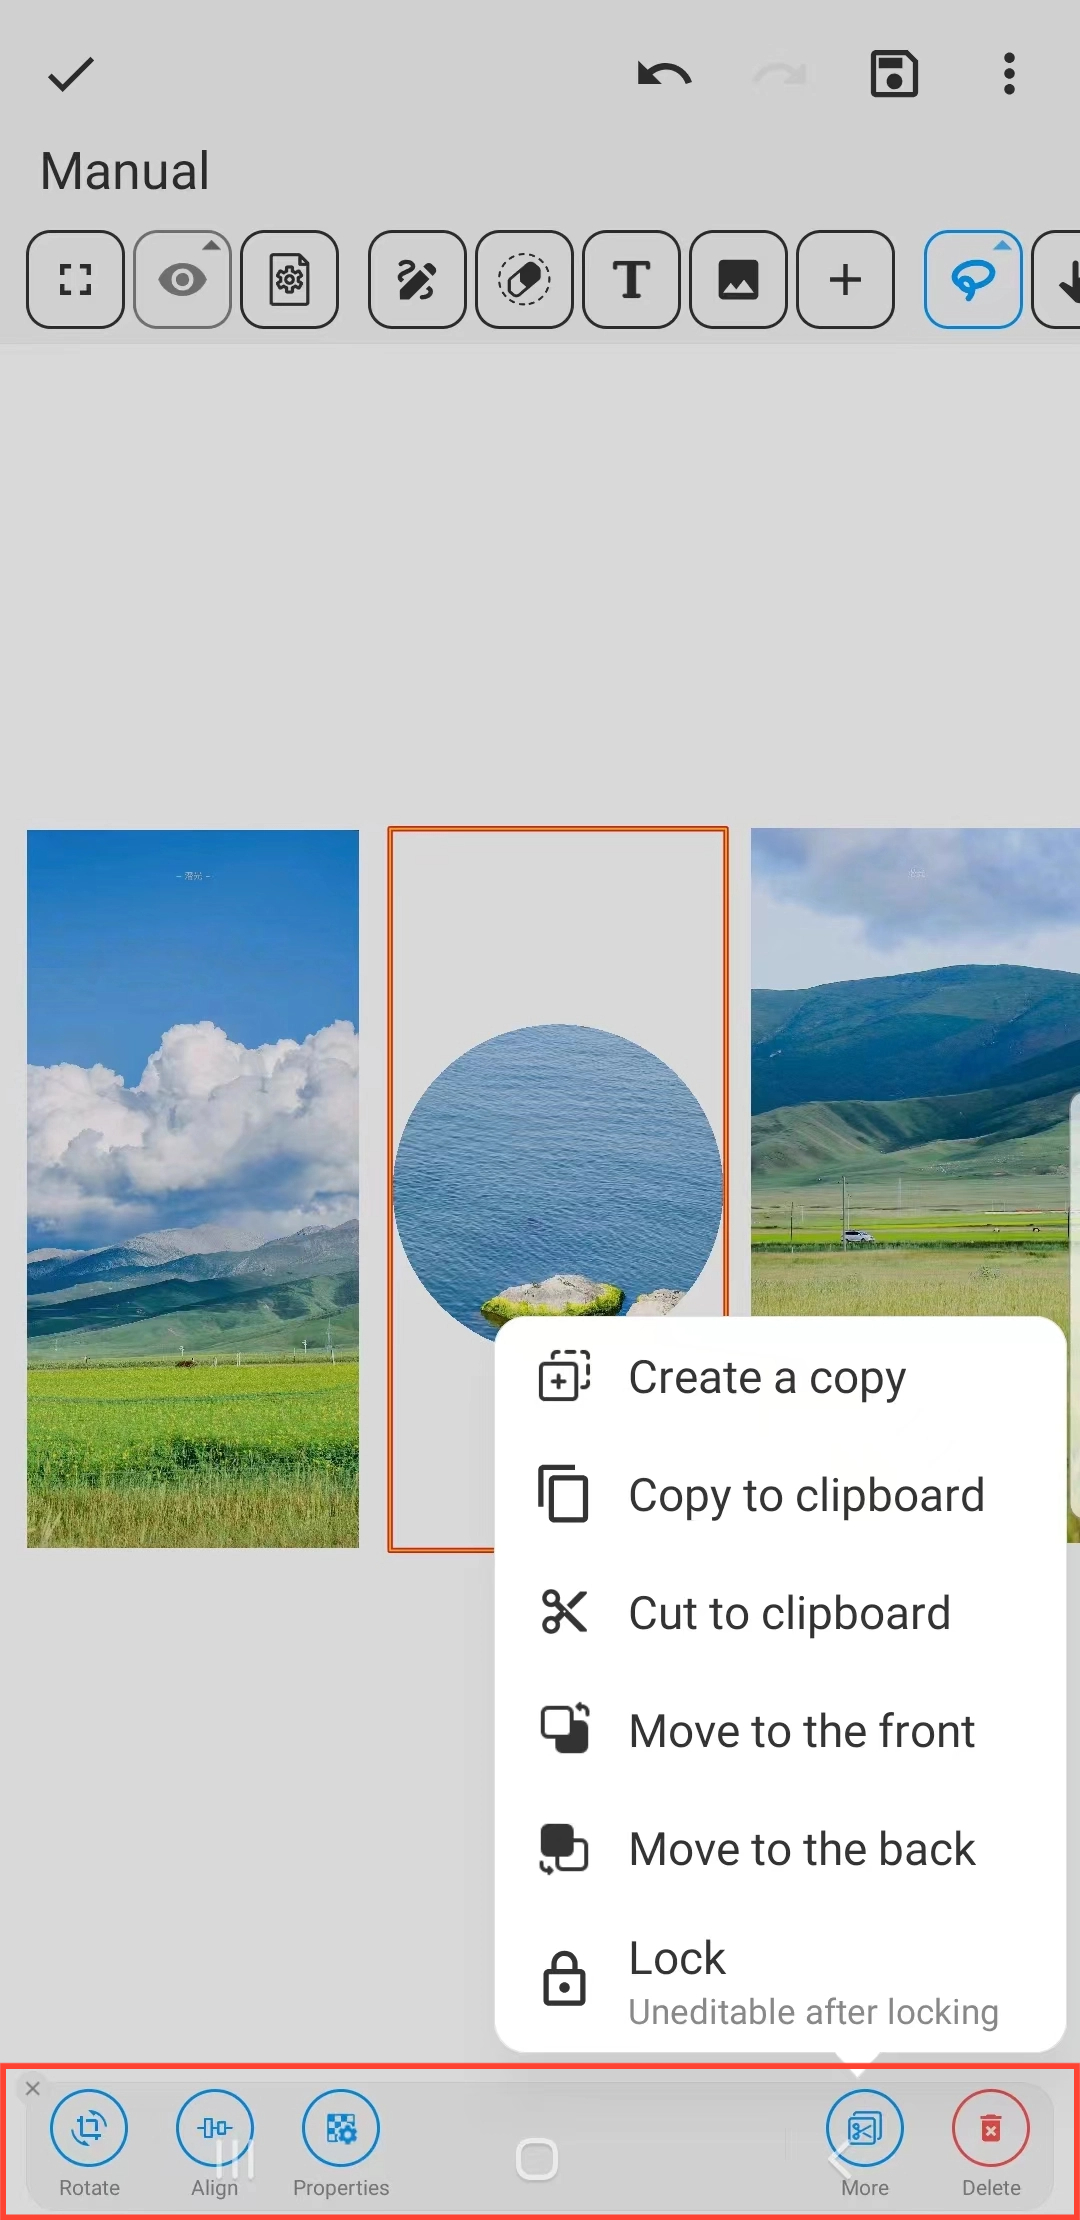 Manual
T
Create a copy
Copy to clipboard
Cut to clipboard
Move to the front
Move to the back
Lock
Uneditable after locking
Rotate
Align
Properties
More
Delete